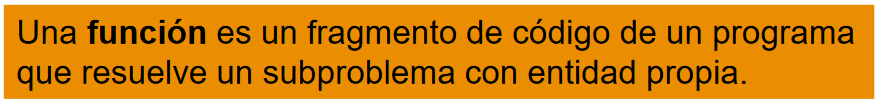 Una función es un fragmento de código de un programa
que resuelve un subproblema con entidad propia.